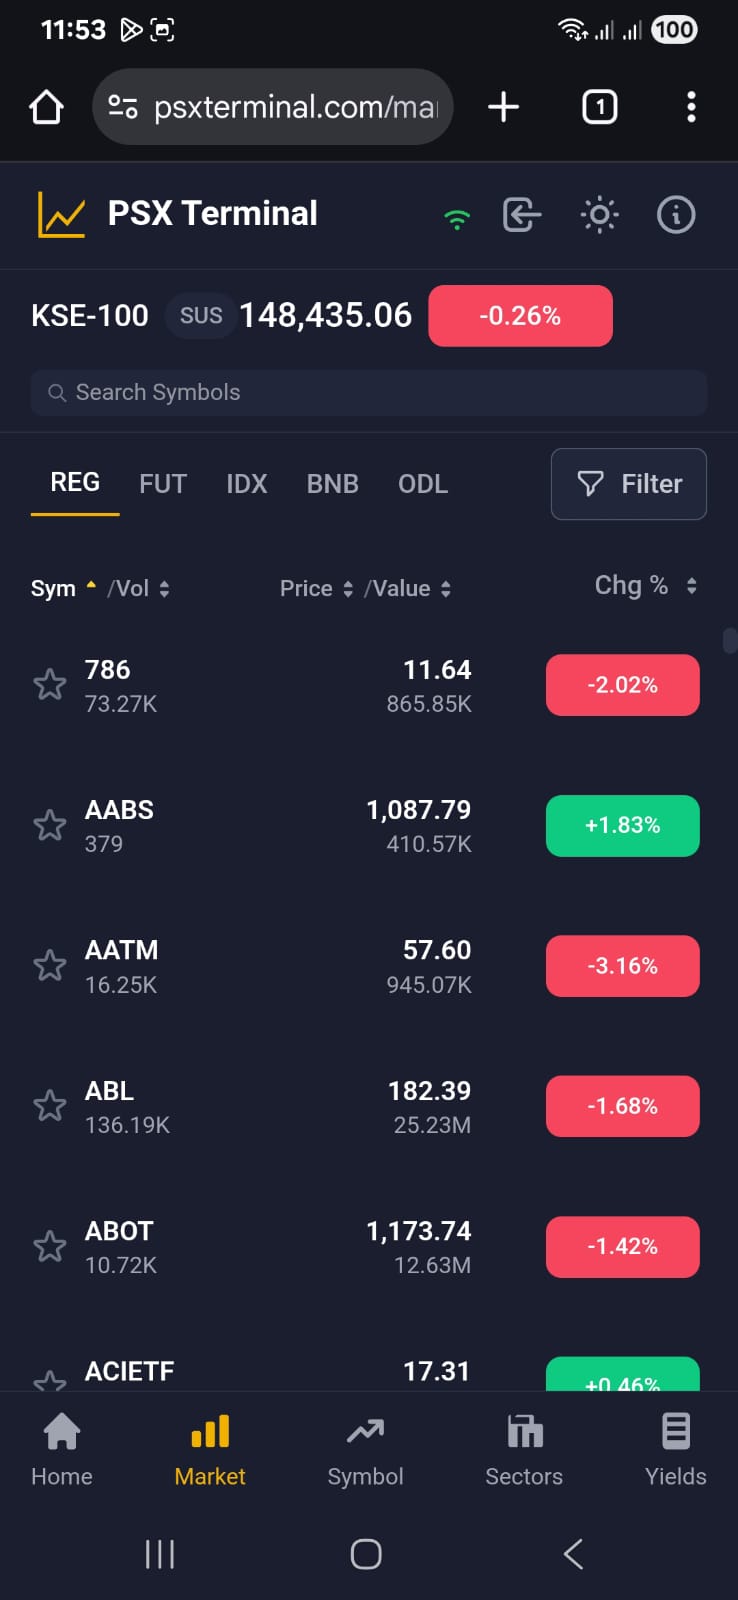 11:53 100
psxterminal.com/mar
1
PSX Terminal
KSE-100 SUS 148,435.06 -0.26%
Search Symbols
REG FUT IDX BNB ODL Filter
Sym /Vol Price /Value Chg %
786 11.64 -2.02%
73.27K 865.85K
AABS 1,087.79 +1.83%
379 410.57K
AATM 57.60 -3.16%
16.25K 945.07K
ABL 182.39 -1.68%
136.19K 25.23M
ABOT 1,173.74 -1.42%
10.72K 12.63M
ACIETF 17.31 +0.46%
Home Market Symbol Sectors Yields